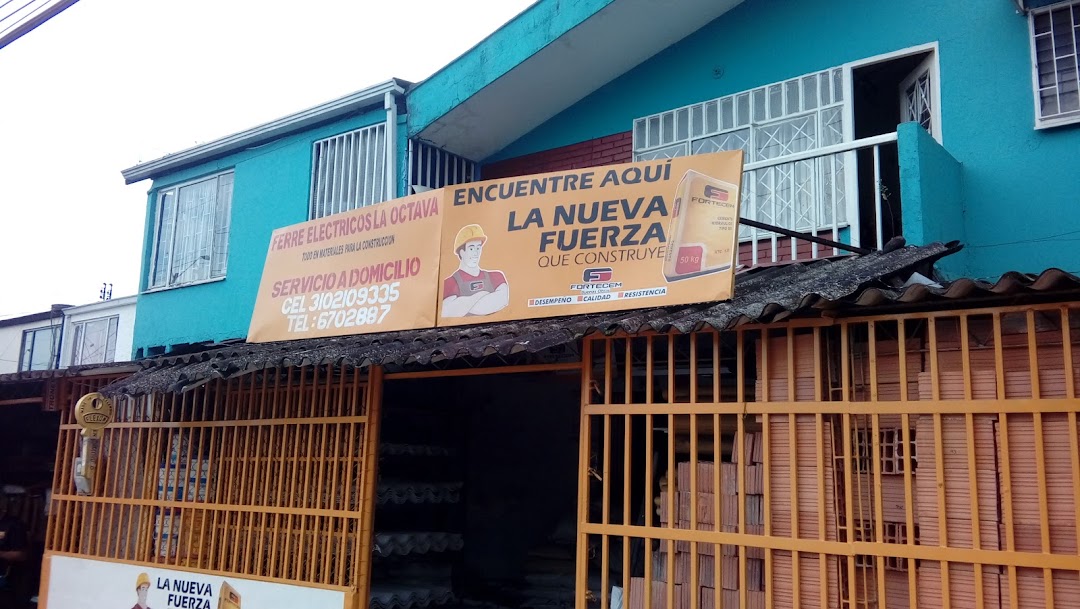 FERRE ELECTRICOS LA OCTAVA
TODO EN MATERIALES PARA LA CONSTRUCCION
SERVICIO A DOMICILIO
CEL 3102109335
TEL : 6702887
ENCUENTRE AQUÍ
LA NUEVA
FUERZA
QUE CONSTRUYE
FORTECEM
DESEMPEÑO CALIDAD RESISTENCIA
FORTECEM
50 kg
LA NUEVA
FUERZA